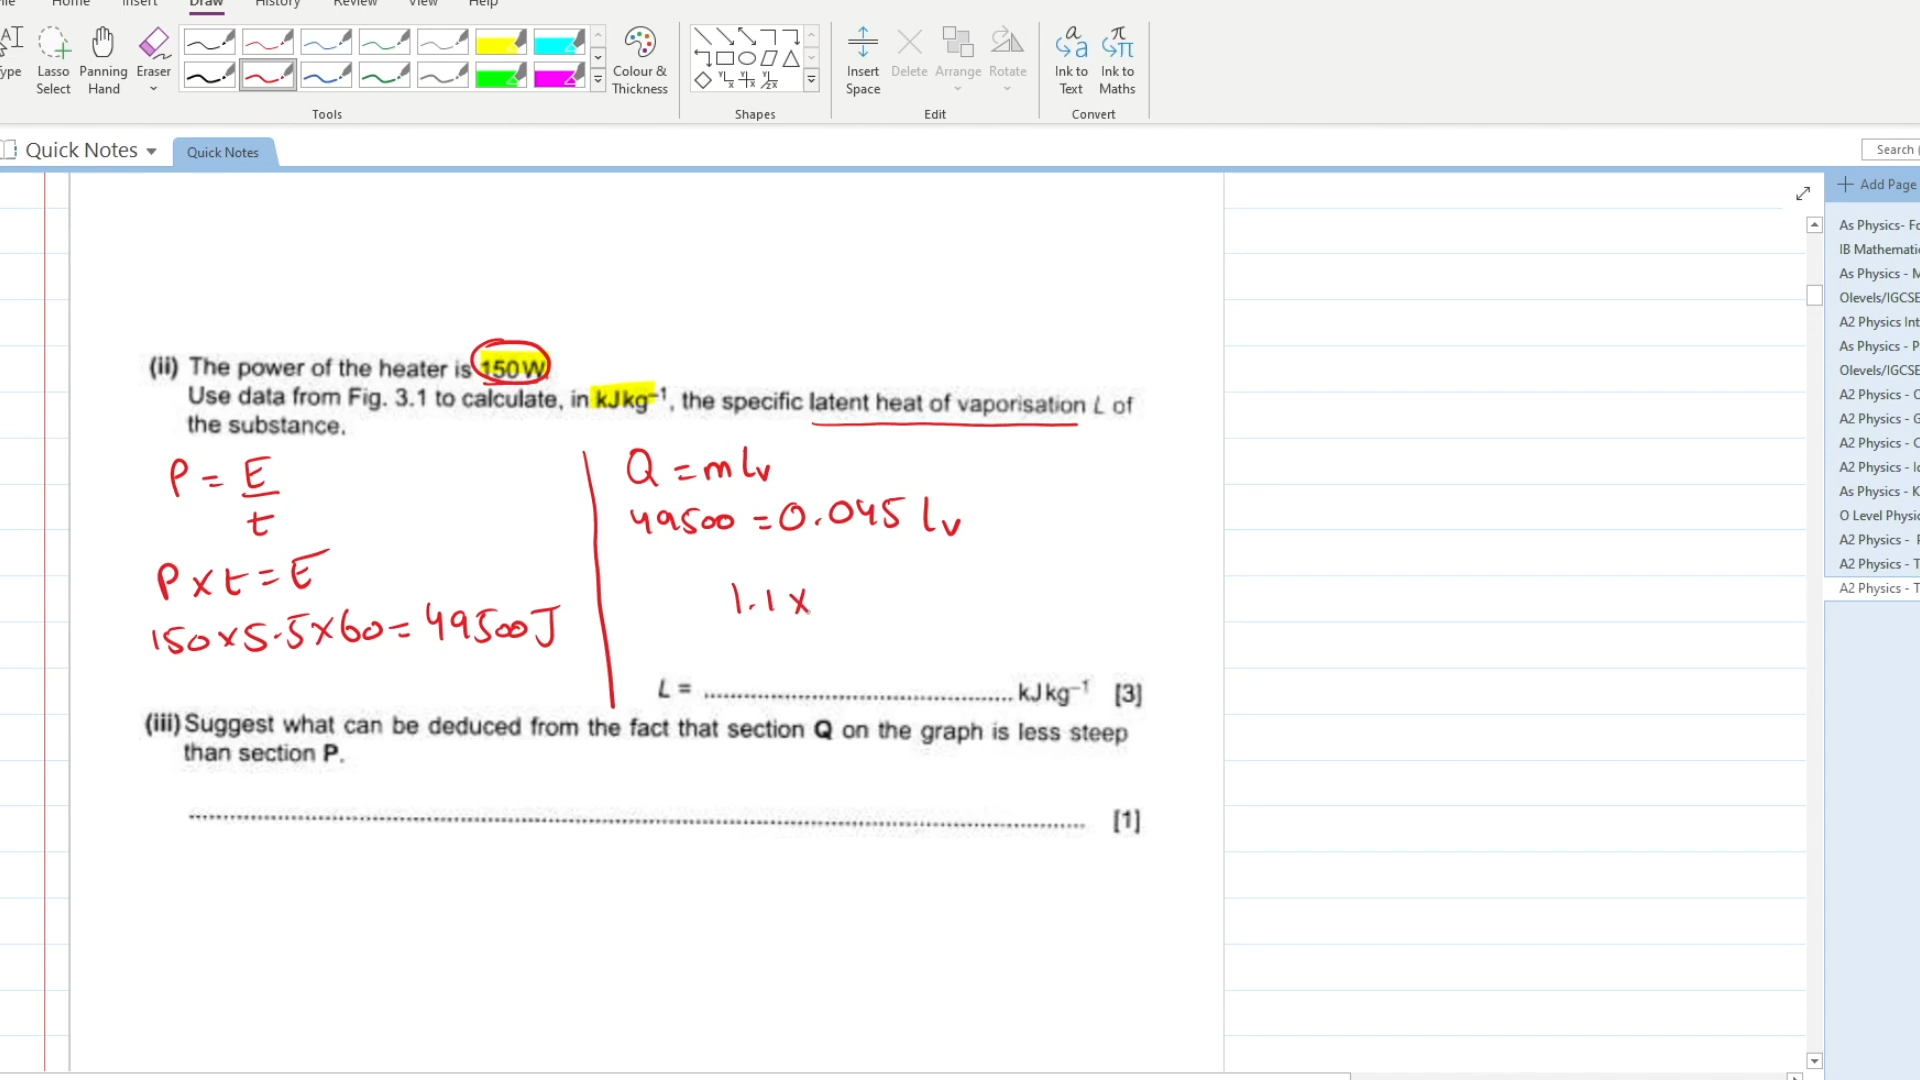 Home Insert Draw History Review View Help
Type
Lasso Select
Panning Hand
Eraser
Colour & Thickness
Insert Space
Delete
Arrange
Rotate
Ink to Text
Ink to Maths
Tools
Shapes
Edit
Convert
Quick Notes
Quick Notes
Search (
Add Page
As Physics- Fo
IB Mathematic
As Physics - M
Olevels/IGCSE
A2 Physics Int
As Physics - P
Olevels/IGCSE
A2 Physics - C
A2 Physics - G
A2 Physics - C
A2 Physics - Id
As Physics - K
O Level Physic
A2 Physics - P
A2 Physics - T
A2 Physics - T
(ii) The power of the heater is 150W.
Use data from Fig. 3.1 to calculate, in kJkg⁻¹, the specific latent heat of vaporisation L of
the substance.
P = E/t
P x t = E
150 x 5.5 x 60 = 49500J
Q = mLv
49500 = 0.045 Lv
1.1 x
L = .......................................... kJkg⁻¹ [3]
(iii) Suggest what can be deduced from the fact that section Q on the graph is less steep
than section P.
.......................................... [1]